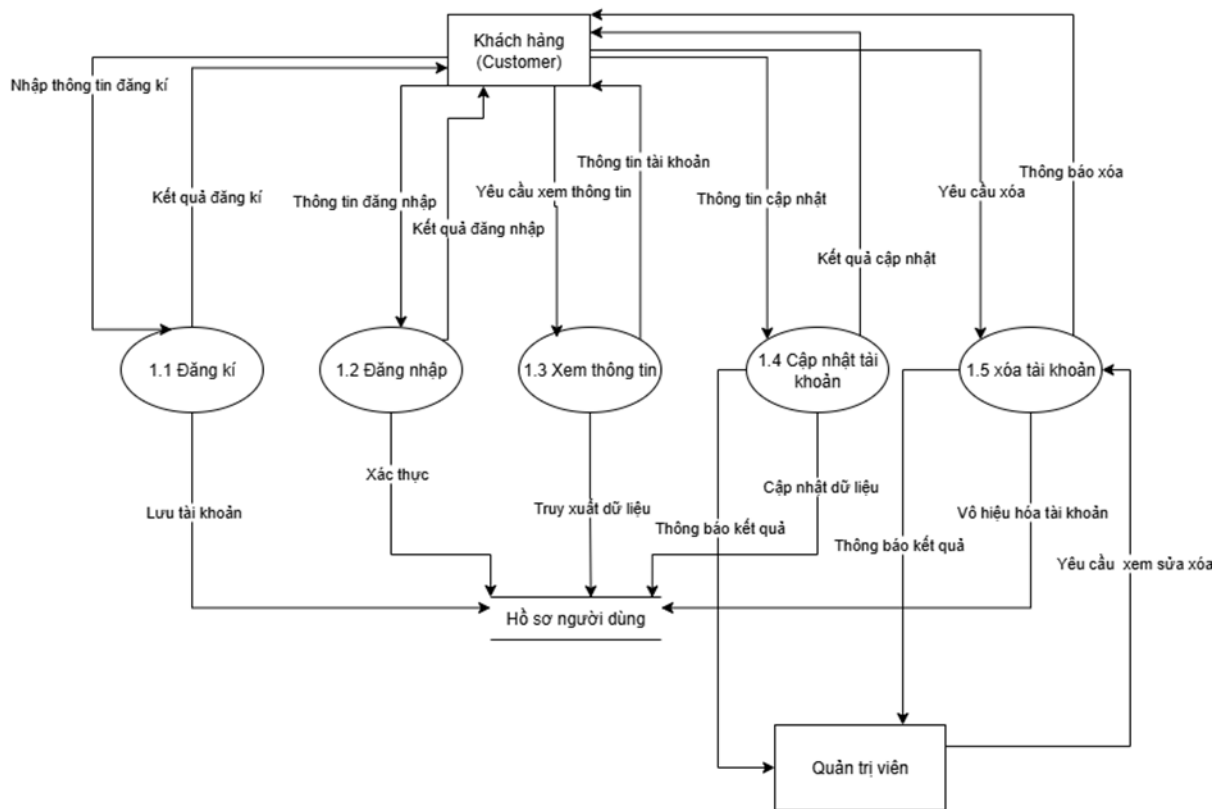 Khách hàng
(Customer)
Nhập thông tin đăng kí
Thông tin tài khoản
Thông báo xóa
Kết quả đăng kí
Thông tin đăng nhập
Yêu cầu xem thông tin
Thông tin cập nhật
Yêu cầu xóa
Kết quả đăng nhập
Kết quả cập nhật
1.1 Đăng kí
1.2 Đăng nhập
1.3 Xem thông tin
1.4 Cập nhật tài
khoản
1.5 xóa tài khoản
Xác thực
Cập nhật dữ liệu
Lưu tài khoản
Truy xuất dữ liệu
Vô hiệu hóa tài khoản
Thông báo kết quả
Thông báo kết quả
Yêu cầu xem sửa xóa
Hồ sơ người dùng
Quản trị viên